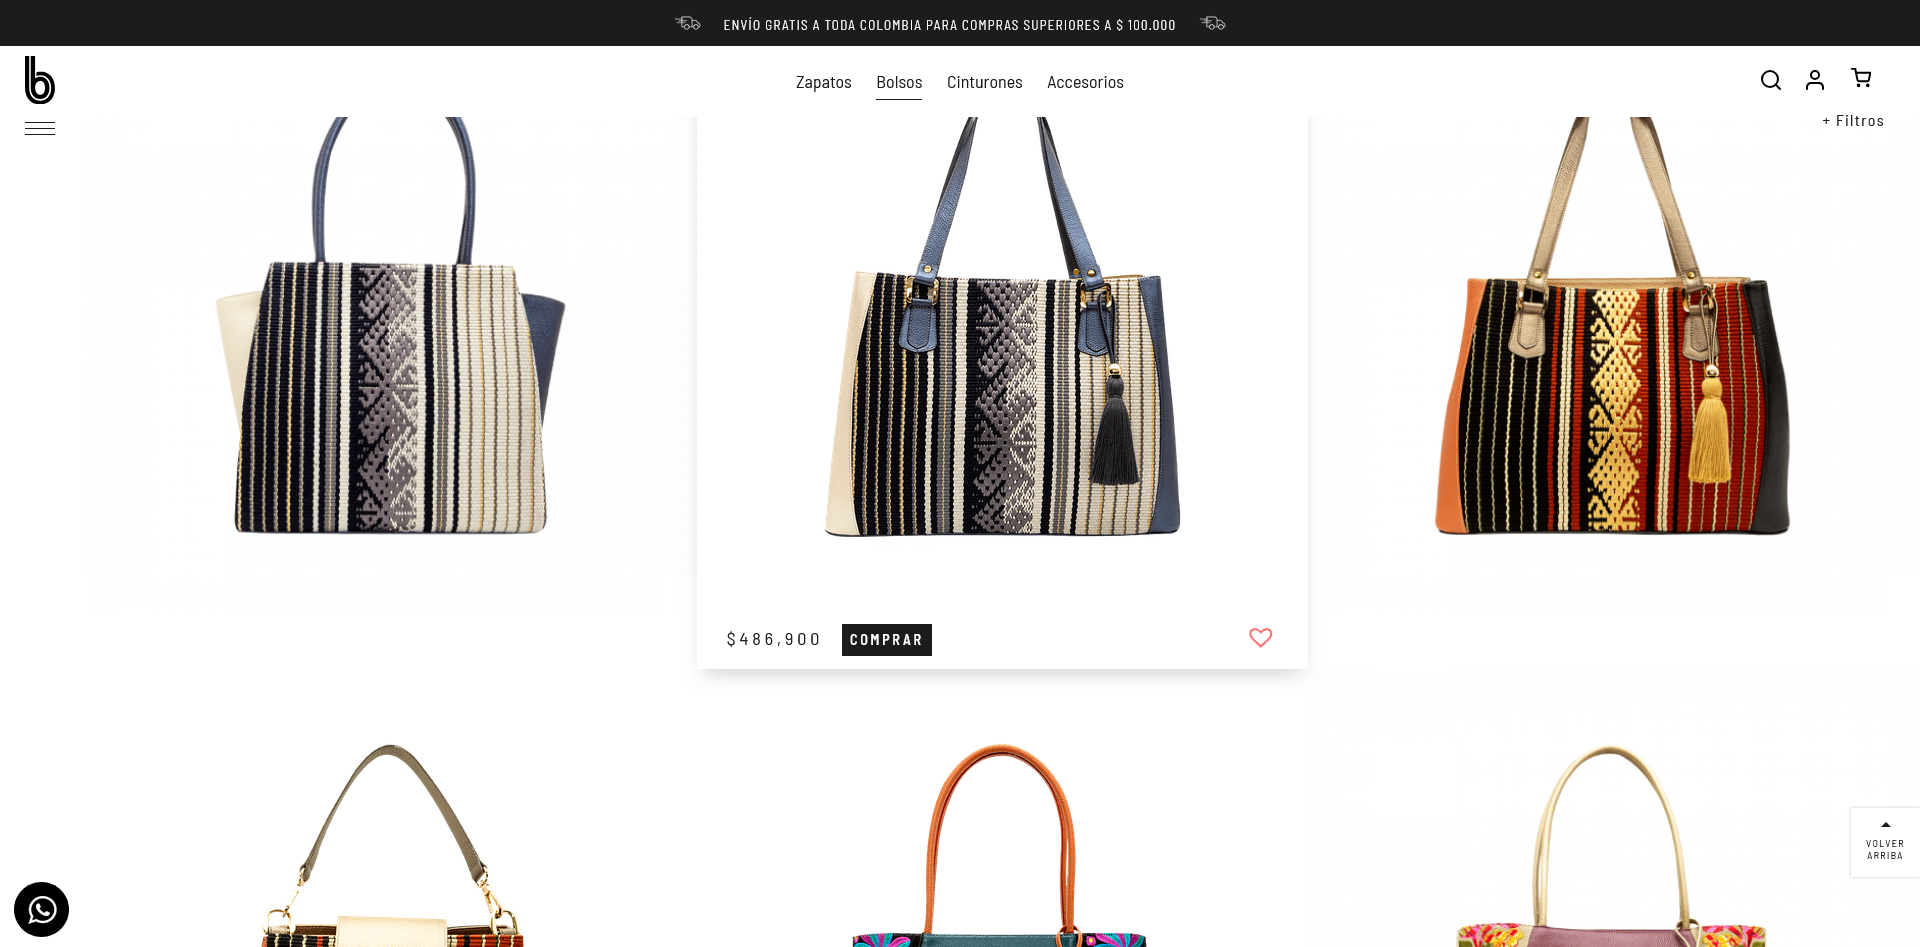 ENVÍO GRATIS A TODA COLOMBIA PARA COMPRAS SUPERIORES A $ 100.000
b
Zapatos Bolsos Cinturones Accesorios
+ Filtros
$486,900 COMPRAR
VOLVER
ARRIBA